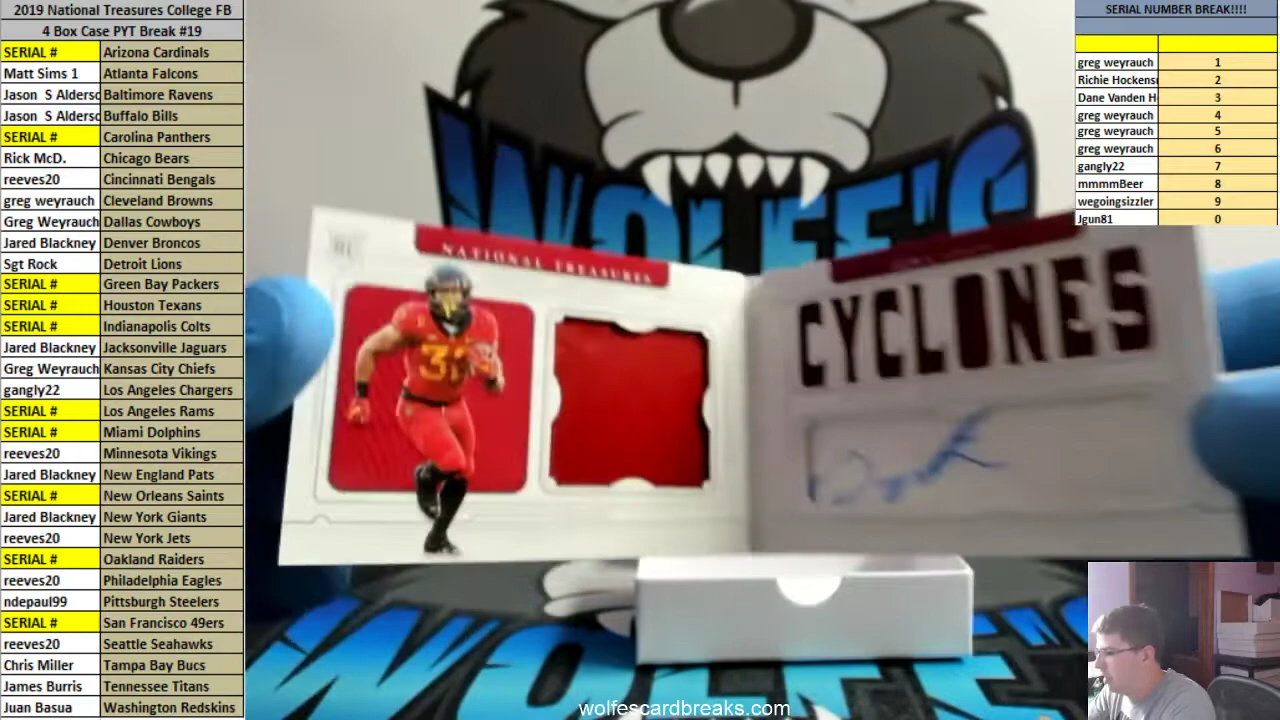 2019 National Treasures College FB
4 Box Case PYT Break #19
SERIAL # Arizona Cardinals
Matt Sims 1 Atlanta Falcons
Jason S Alderso Baltimore Ravens
Jason S Alderso Buffalo Bills
SERIAL # Carolina Panthers
Rick McD. Chicago Bears
reeves20 Cincinnati Bengals
greg weyrauch Cleveland Browns
Greg Weyrauch Dallas Cowboys
Jared Blackney Denver Broncos
Sgt Rock Detroit Lions
SERIAL # Green Bay Packers
SERIAL # Houston Texans
SERIAL # Indianapolis Colts
Jared Blackney Jacksonville Jaguars
Greg Weyrauch Kansas City Chiefs
gangly22 Los Angeles Chargers
SERIAL # Los Angeles Rams
SERIAL # Miami Dolphins
reeves20 Minnesota Vikings
Jared Blackney New England Pats
SERIAL # New Orleans Saints
Jared Blackney New York Giants
reeves20 New York Jets
SERIAL # Oakland Raiders
reeves20 Philadelphia Eagles
ndepaul99 Pittsburgh Steelers
SERIAL # San Francisco 49ers
reeves20 Seattle Seahawks
Chris Miller Tampa Bay Bucs
James Burris Tennessee Titans
Juan Basua Washington Redskins
WOLFE'S
NATIONAL TREASURES
CYCLONES
WOLFE'S
wolfescardbreaks.com
SERIAL NUMBER BREAK!!!!
greg weyrauch 1
Richie Hockens 2
Dane Vanden H 3
greg weyrauch 4
greg weyrauch 5
greg weyrauch 6
gangly22 7
mmmmBeer 8
wegoingsizzler 9
Jgun81 0